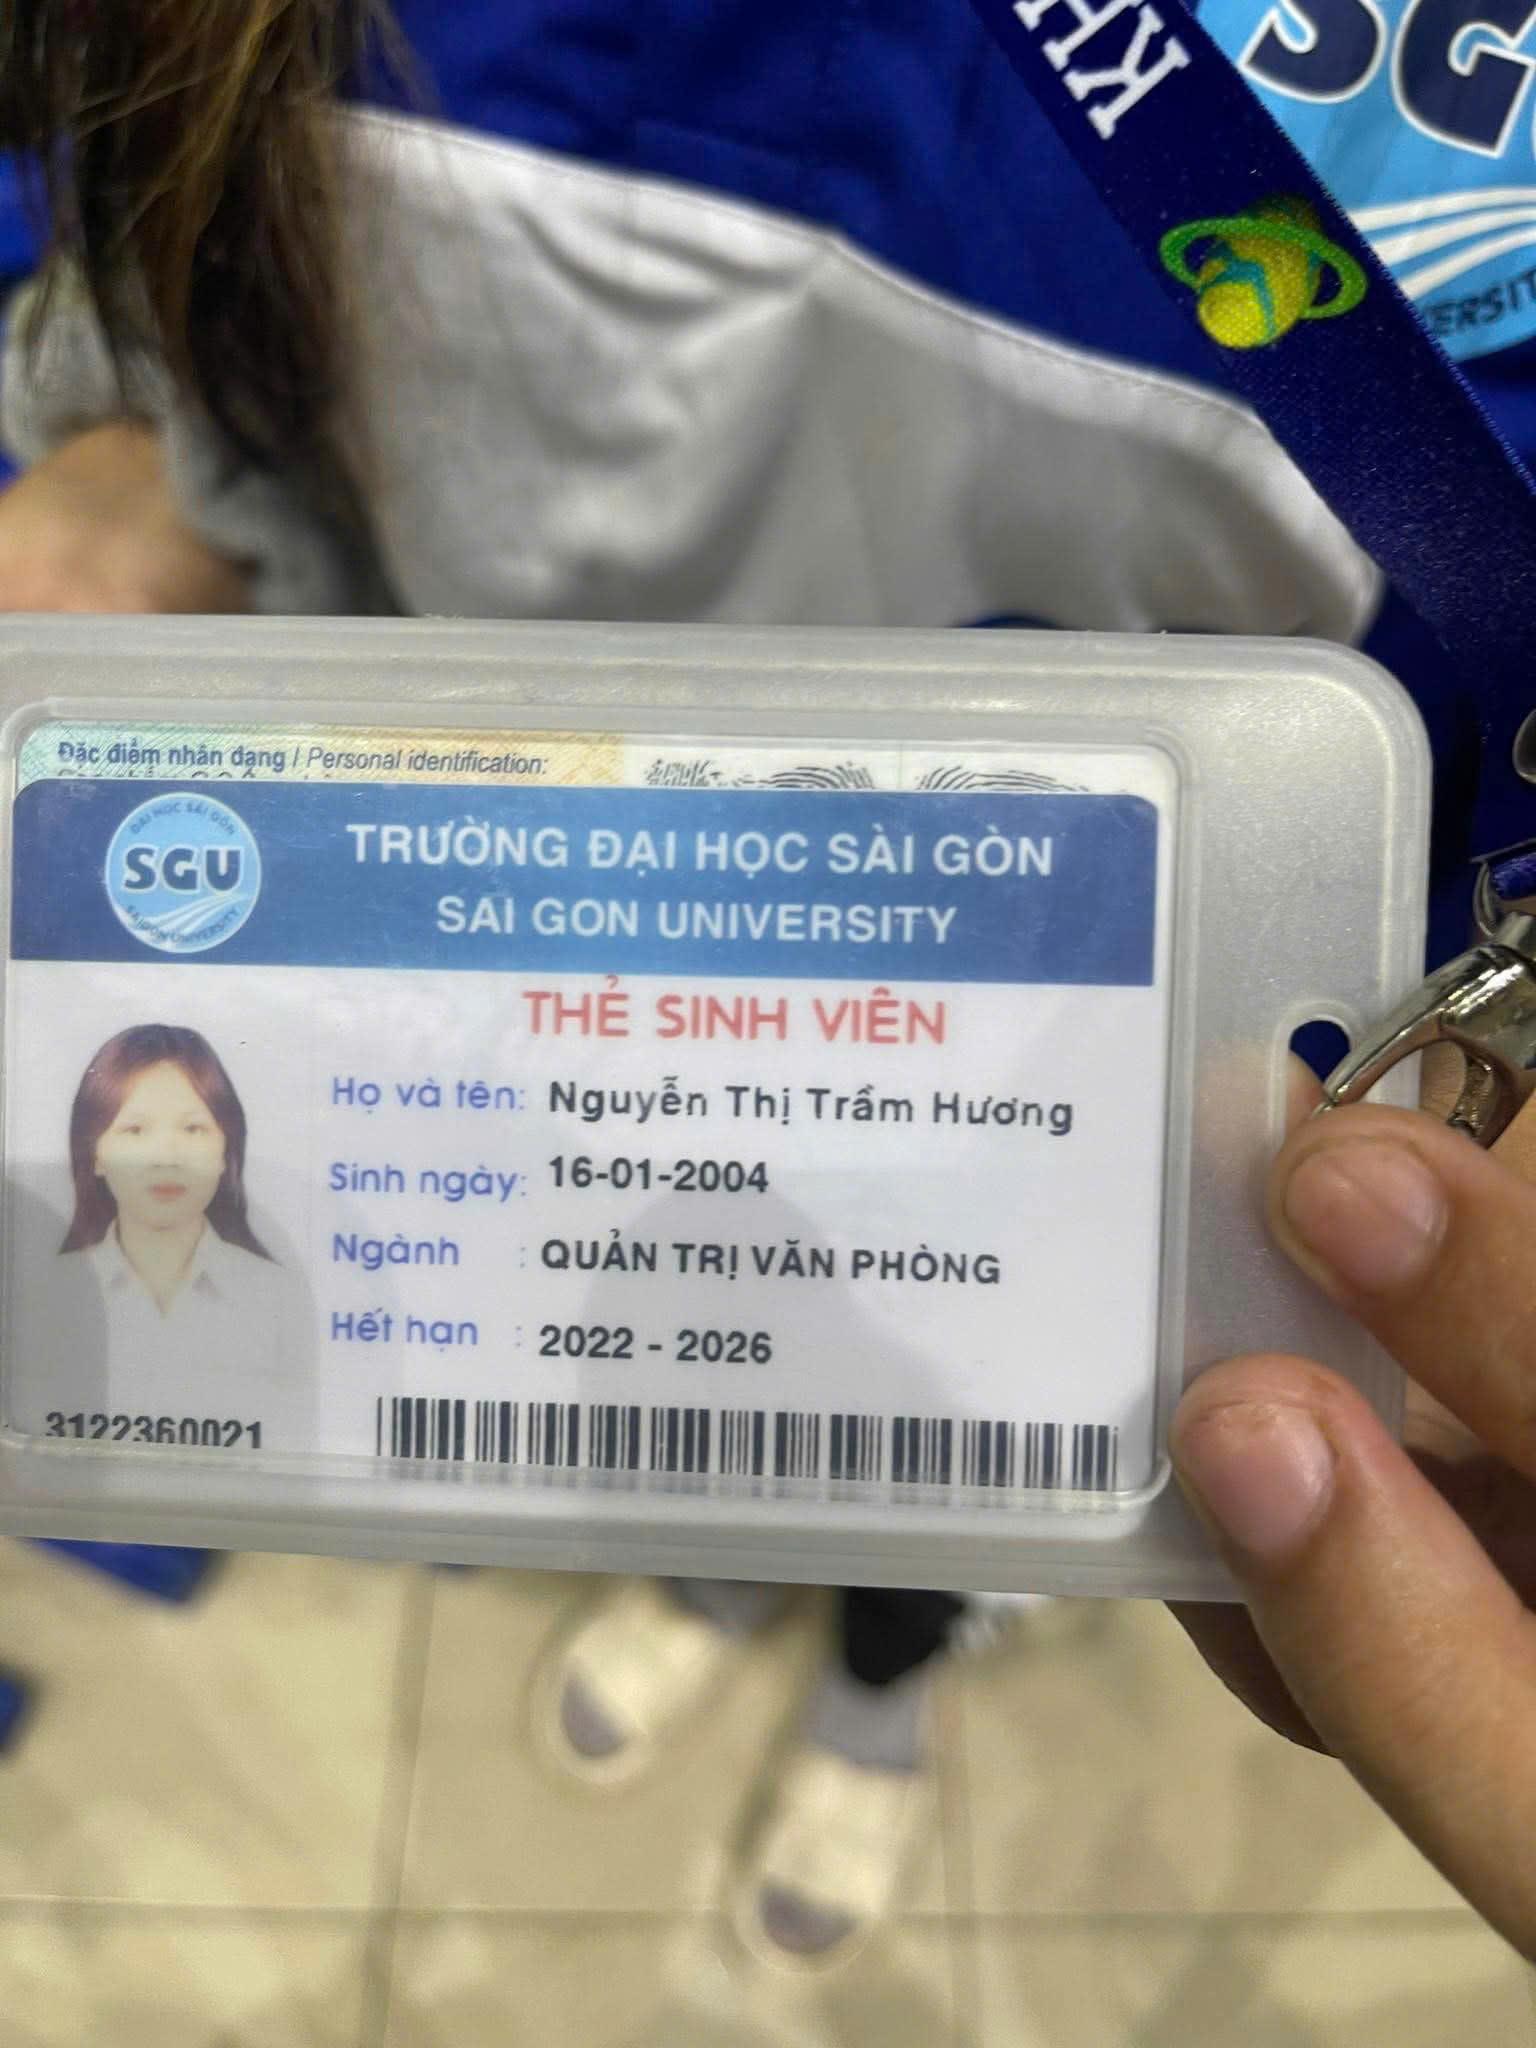 KH
SG
ERSIT
Đặc điểm nhân dạng / Personal identification:
ĐẠI HỌC SÀI GÒN
SGU
SAIGON UNIVERSITY
TRƯỜNG ĐẠI HỌC SÀI GÒN
SAI GON UNIVERSITY
THẺ SINH VIÊN
Họ và tên: Nguyễn Thị Trầm Hương
Sinh ngày: 16-01-2004
Ngành : QUẢN TRỊ VĂN PHÒNG
Hết hạn : 2022 - 2026
3122360021